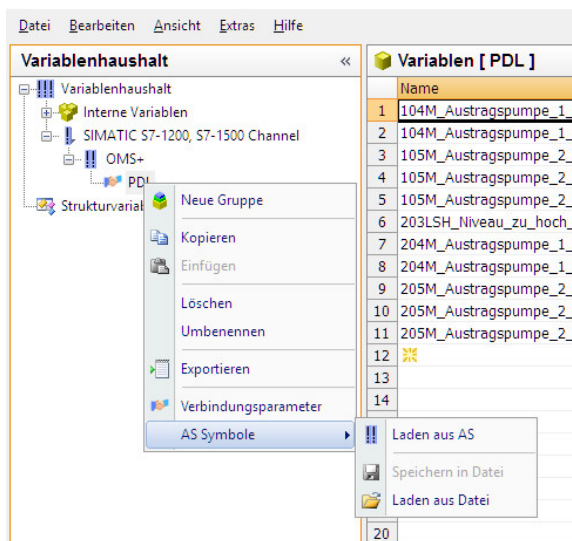 Datei Bearbeiten Ansicht Extras Hilfe
Variablenhaushalt «
Variablenhaushalt
Interne Variablen
SIMATIC S7-1200, S7-1500 Channel
OMS+
PDL
Strukturvariab
Neue Gruppe
Kopieren
Einfügen
Löschen
Umbenennen
Exportieren
Verbindungsparameter
AS Symbole
Laden aus AS
Speichern in Datei
Laden aus Datei
Variablen [ PDL ]
Name
1 104M_Austragspumpe_1_
2 104M_Austragspumpe_1_
3 105M_Austragspumpe_2_
4 105M_Austragspumpe_2_
5 105M_Austragspumpe_2_
6 203LSH_Niveau_zu_hoch_
7 204M_Austragspumpe_1_
8 204M_Austragspumpe_1_
9 205M_Austragspumpe_2_
10 205M_Austragspumpe_2_
11 205M_Austragspumpe_2_
12
13
14
20